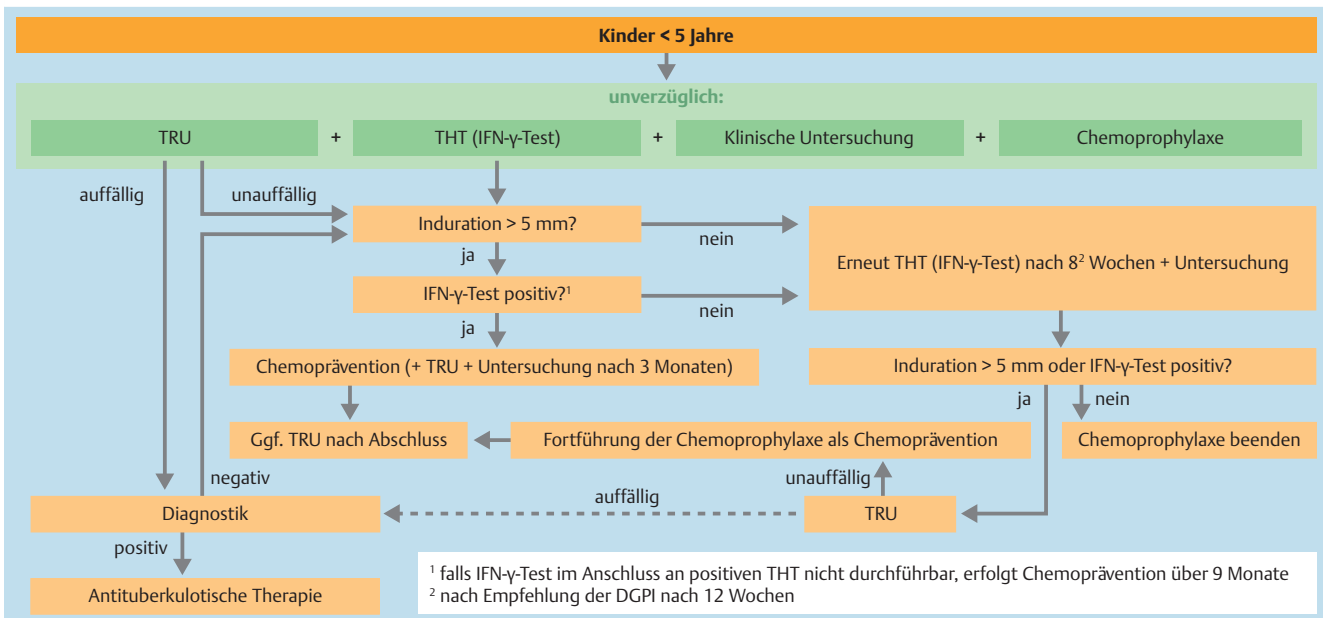 Kinder < 5 Jahre
unverzüglich:
TRU + THT (IFN-γ-Test) + Klinische Untersuchung + Chemoprophylaxe
auffällig
unauffällig
Induration > 5 mm?
nein
ja
Erneut THT (IFN-γ-Test) nach 8² Wochen + Untersuchung
IFN-γ-Test positiv?¹
nein
ja
Chemoprävention (+ TRU + Untersuchung nach 3 Monaten)
Induration > 5 mm oder IFN-γ-Test positiv?
ja
nein
Ggf. TRU nach Abschluss
Fortführung der Chemoprophylaxe als Chemoprävention
Chemoprophylaxe beenden
negativ
unauffällig
auffällig
Diagnostik
TRU
positiv
Antituberkulotische Therapie
¹ falls IFN-γ-Test im Anschluss an positiven THT nicht durchführbar, erfolgt Chemoprävention über 9 Monate
² nach Empfehlung der DGPI nach 12 Wochen